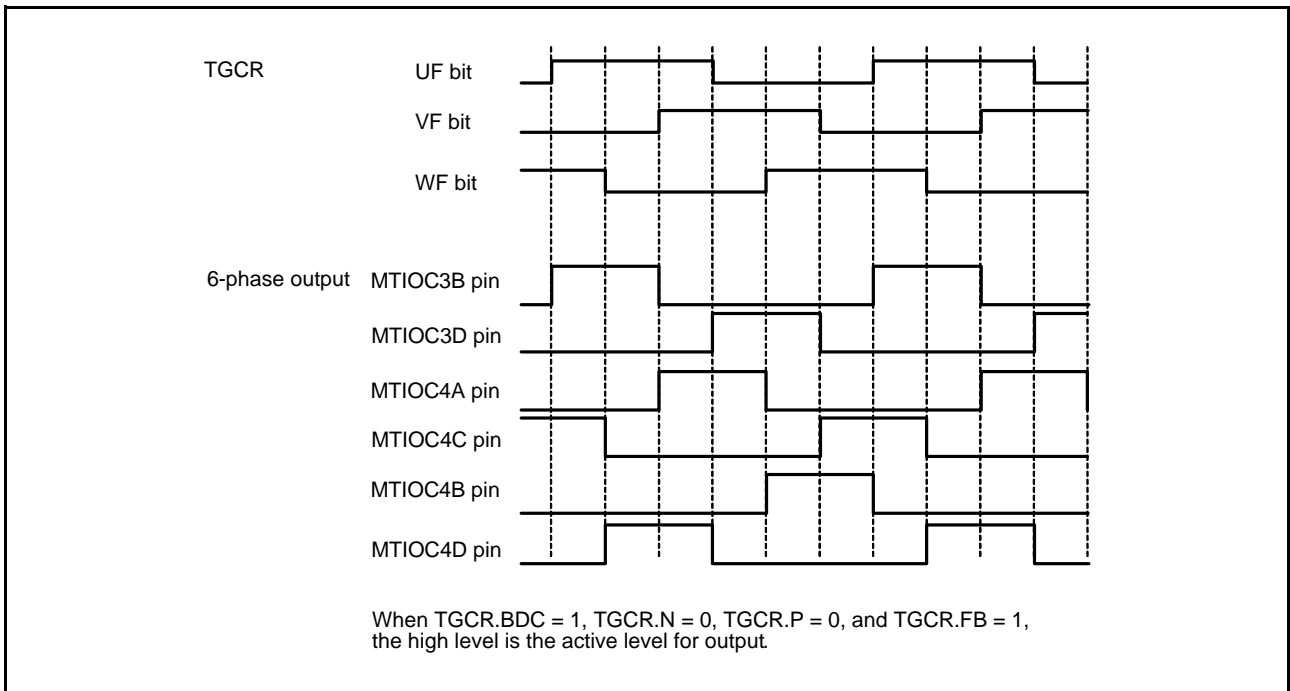 TGCR UF bit
VF bit
WF bit
6-phase output MTIOC3B pin
MTIOC3D pin
MTIOC4A pin
MTIOC4C pin
MTIOC4B pin
MTIOC4D pin
When TGCR.BDC = 1, TGCR.N = 0, TGCR.P = 0, and TGCR.FB = 1,
the high level is the active level for output.